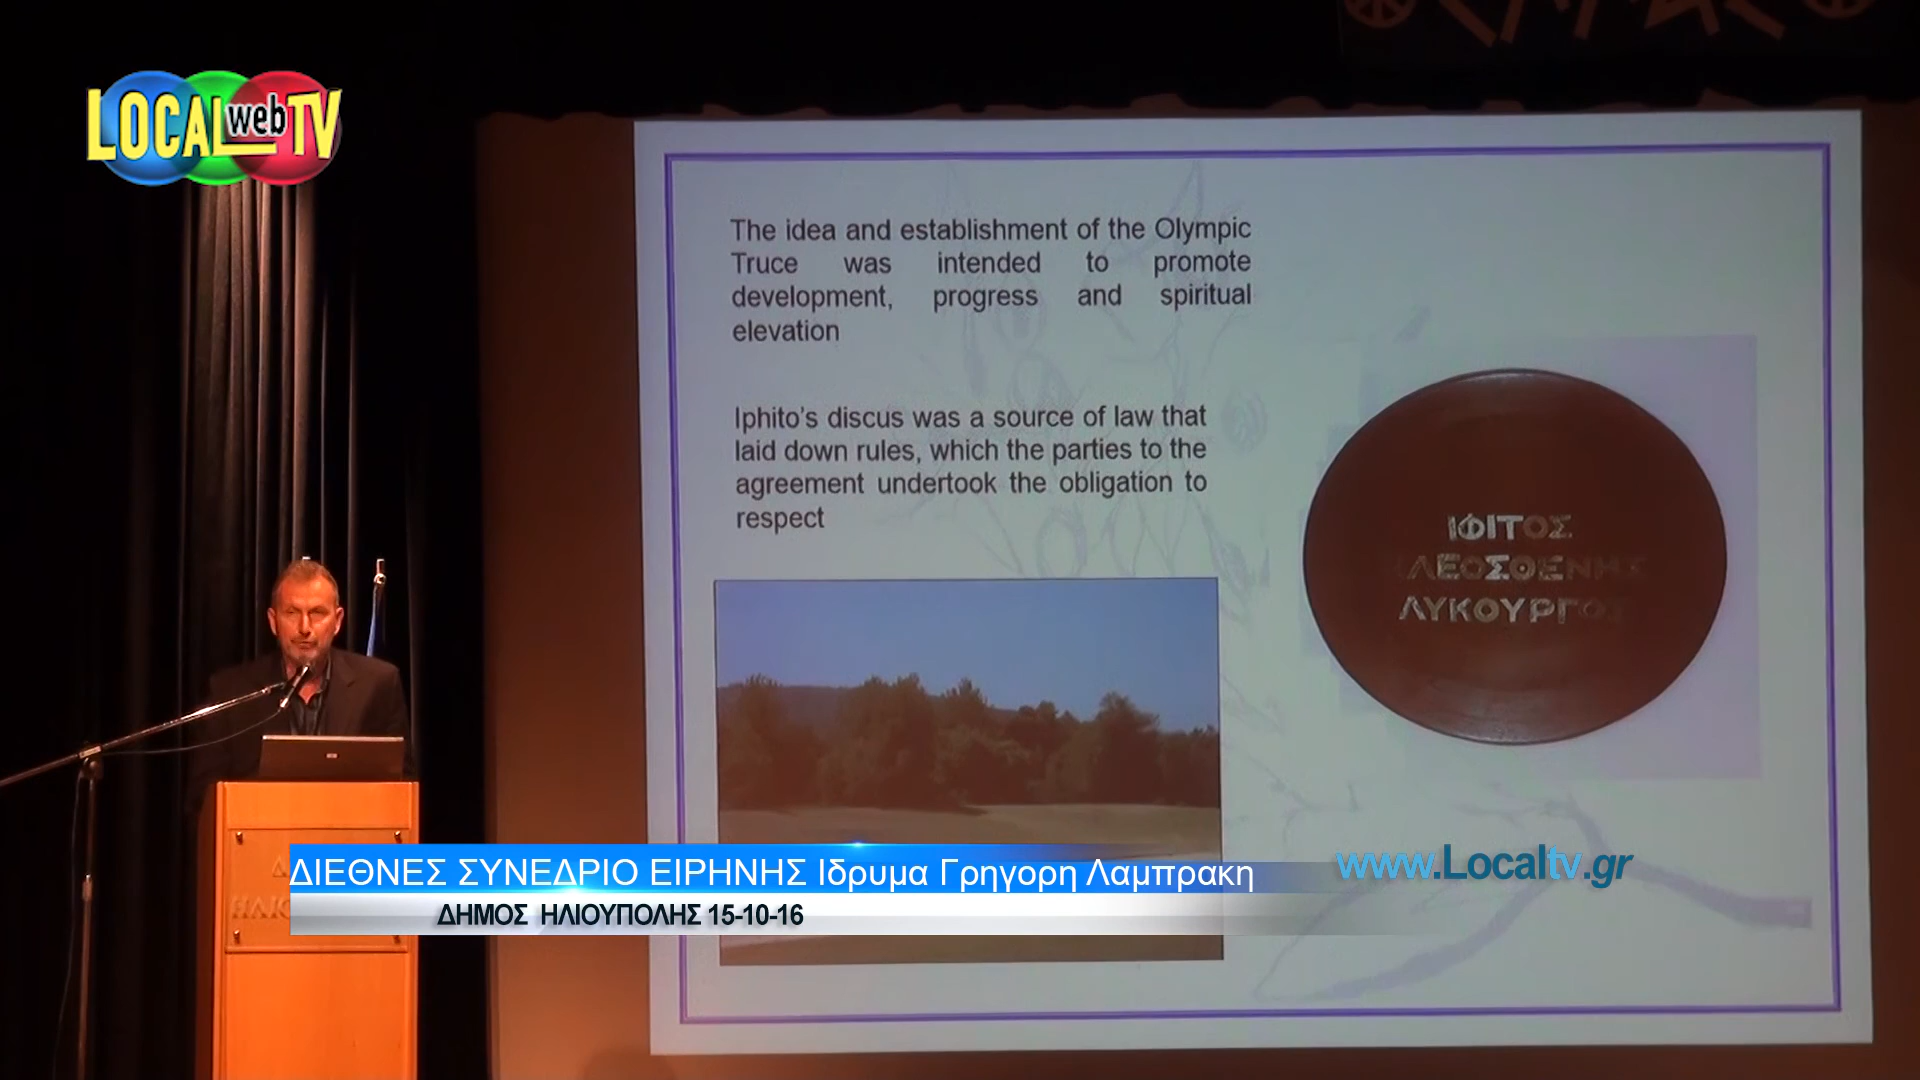 LOCAL web TV
The idea and establishment of the Olympic
Truce was intended to promote
development, progress and spiritual
elevation
Iphito's discus was a source of law that
laid down rules, which the parties to the
agreement undertook the obligation to
respect
ΙΦΙΤΟΣ
ΛΥΚΟΥΡΓΟΣ
ΔΙΕΘΝΕΣ ΣΥΝΕΔΡΙΟ ΕΙΡΗΝΗΣ Ιδρυμα Γρηγορη Λαμπρακη
www.Localtv.gr
ΔΗΜΟΣ ΗΛΙΟΥΠΟΛΗΣ 15-10-16